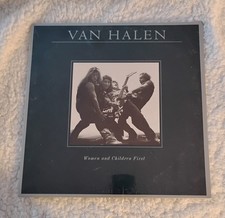 VAN HALEN
Women and Children First